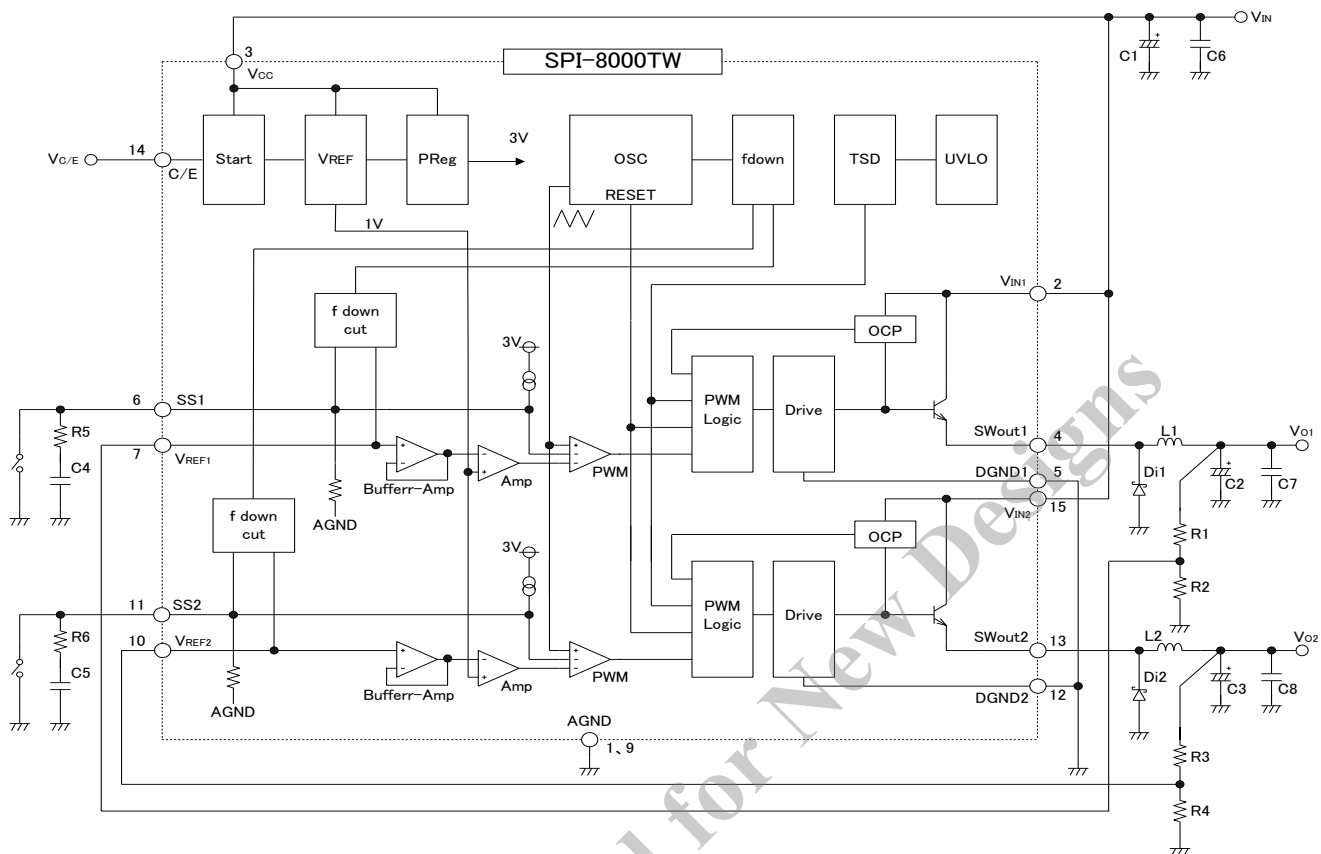 VIN
3
SPI-8000TW
VCC
C1
+
C6
14
VC/E
C/E
Start
VREF
PReg
3V
OSC
RESET
fdown
TSD
UVLO
1V
VIN1
2
f down
cut
OCP
3V
6
SS1
PWM
Logic
Drive
R5
7
VREF1
C4
+
-
Bufferr-Amp
-
+
Amp
+
-
-
PWM
SWout1
4
L1
VO1
DGND1
5
Di1
+
C2
C7
VIN2
15
AGND
f down
cut
OCP
R1
3V
R2
11
SS2
PWM
Logic
Drive
R6
10
VREF2
C5
+
-
Bufferr-Amp
-
+
Amp
+
-
-
PWM
SWout2
13
L2
VO2
DGND2
12
Di2
+
C3
C8
AGND
AGND
1、9
R3
R4
for New Designs